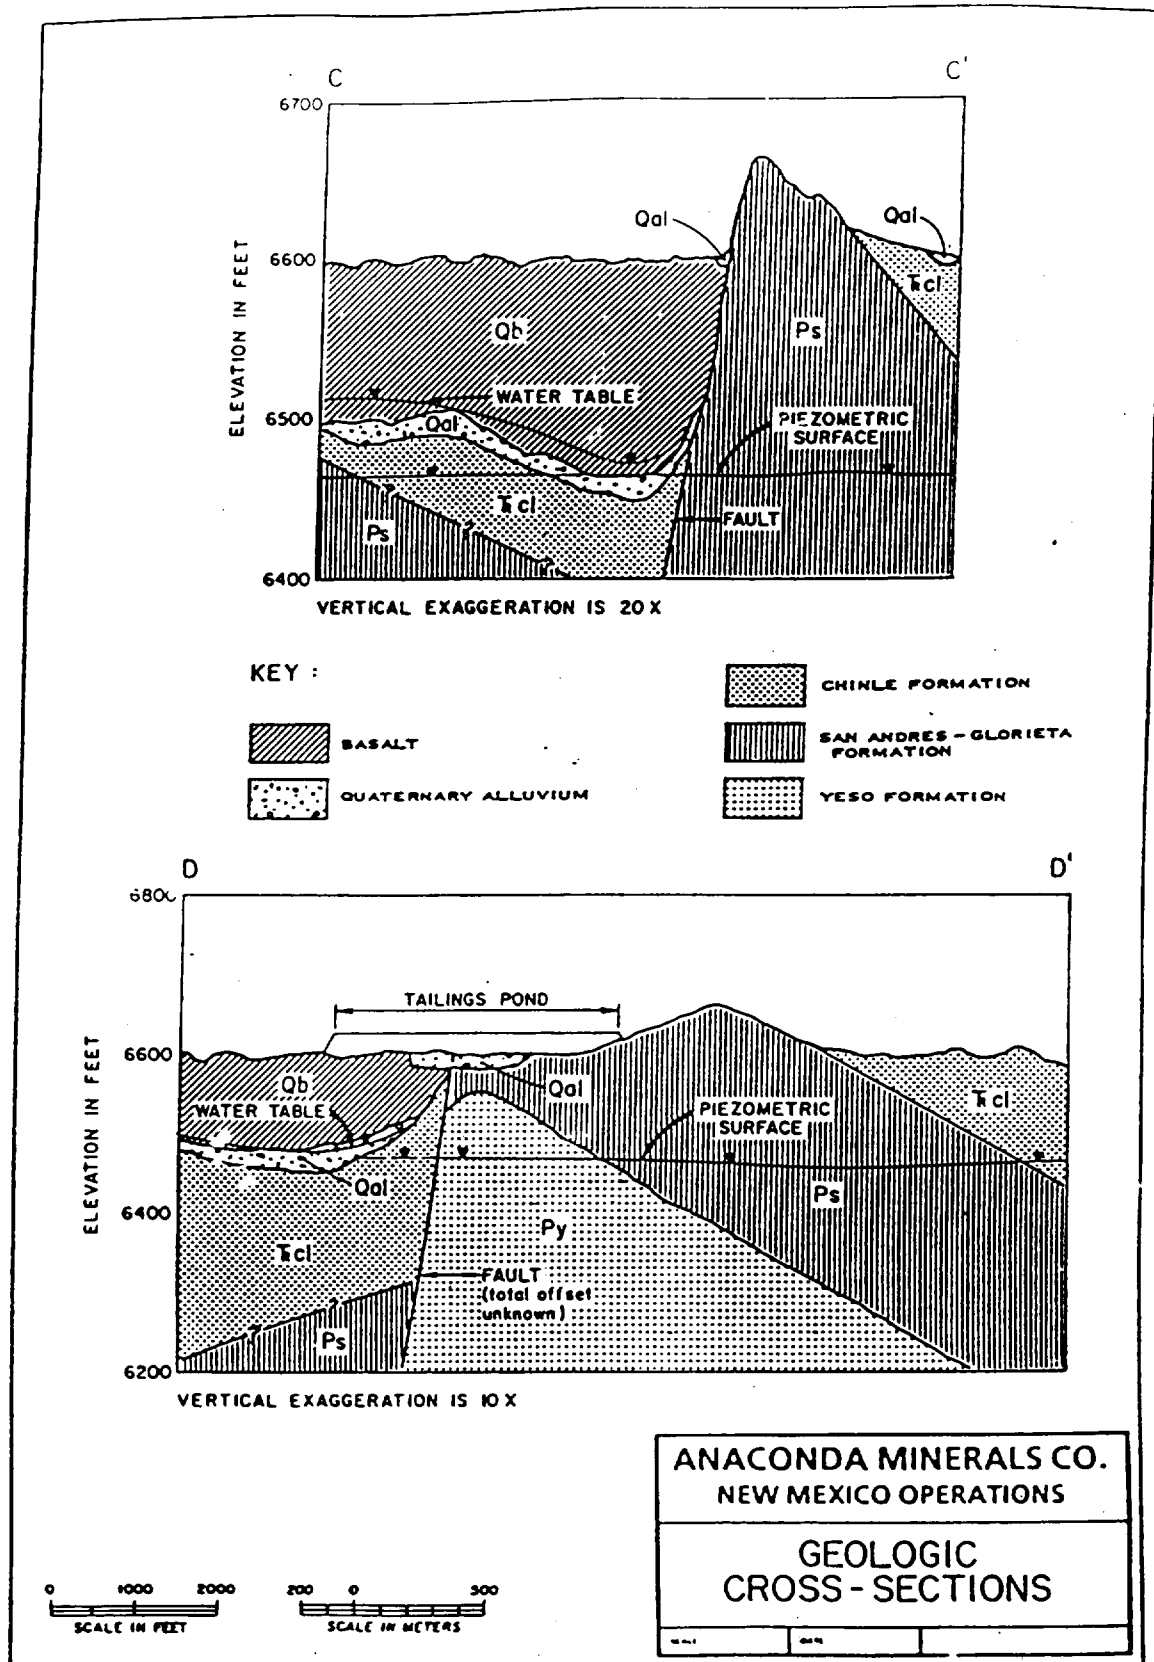 C
C'
6700
6600
6500
6400
ELEVATION IN FEET
Qal
Qal
Ћcl
Qb
Ps
WATER TABLE
Qal
PIEZOMETRIC
SURFACE
Ћcl
FAULT
Ps
VERTICAL EXAGGERATION IS 20X
KEY :
BASALT
QUATERNARY ALLUVIUM
CHINLE FORMATION
SAN ANDRES - GLORIETA
FORMATION
YESO FORMATION
D
D'
6800
6600
6400
6200
ELEVATION IN FEET
TAILINGS POND
Qb
Qal
WATER TABLE
PIEZOMETRIC
SURFACE
Ћcl
Qal
Ps
Py
Ћcl
FAULT
(total offset
unknown)
Ps
VERTICAL EXAGGERATION IS 10X
ANACONDA MINERALS CO.
NEW MEXICO OPERATIONS
GEOLOGIC
CROSS - SECTIONS
0 1000 2000
SCALE IN FEET
200 0 500
SCALE IN METERS